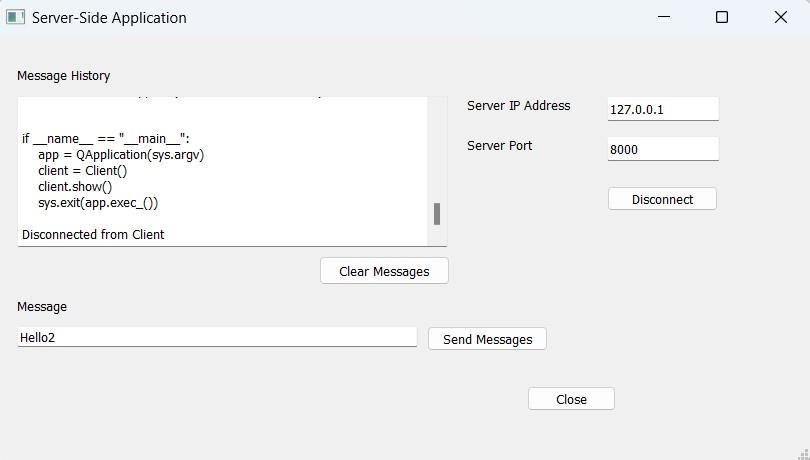 Server-Side Application
Message History
if __name__ == "__main__":
app = QApplication(sys.argv)
client = Client()
client.show()
sys.exit(app.exec_())
Disconnected from Client
Server IP Address
127.0.0.1
Server Port
8000
Disconnect
Clear Messages
Message
Hello2
Send Messages
Close